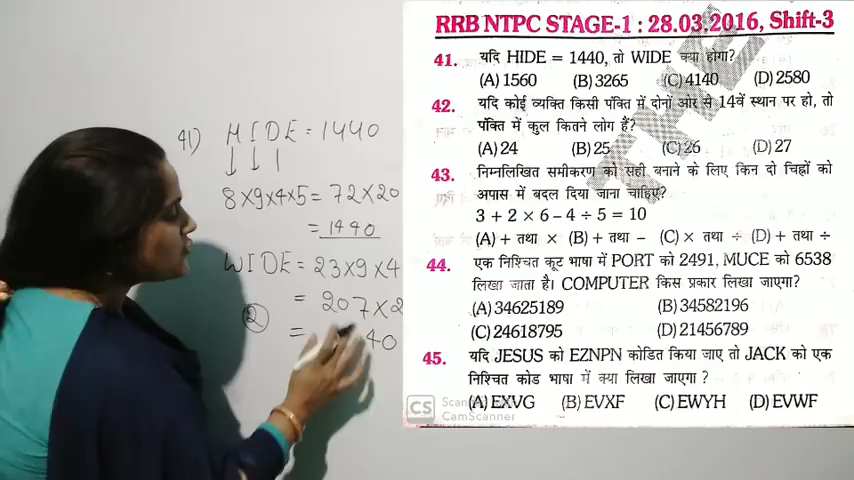 RRB NTPC STAGE-1 : 28.03.2016, Shift-3
41. यदि HIDE = 1440, तो WIDE क्या होगा?
(A) 1560 (B) 3265 (C) 4140 (D) 2580
42. यदि कोई व्यक्ति किसी पंक्ति में दोनों ओर से 14वें स्थान पर हो, तो
पंक्ति में कुल कितने लोग हैं?
(A) 24 (B) 25 (C) 26 (D) 27
43. निम्नलिखित समीकरण को सही बनाने के लिए किन दो चिह्नों को
अपास में बदल दिया जाना चाहिए?
3 + 2 × 6 – 4 ÷ 5 = 10
(A) + तथा × (B) + तथा – (C) × तथा ÷ (D) + तथा ÷
44. एक निश्चित कूट भाषा में PORT को 2491, MUCE को 6538
लिखा जाता है। COMPUTER किस प्रकार लिखा जाएगा?
(A) 34625189 (B) 34582196
(C) 24618795 (D) 21456789
45. यदि JESUS को EZNPN कोडित किया जाए तो JACK को एक
निश्चित कोड भाषा में क्या लिखा जाएगा ?
(A) EXVG (B) EVXF (C) EWYH (D) EVWF
THE
CS
CamScanner
41) HIDE = 1440
8×9×4×5 = 72×20
= 1440
WIDE = 23×9×4
= 207×2
② = 40